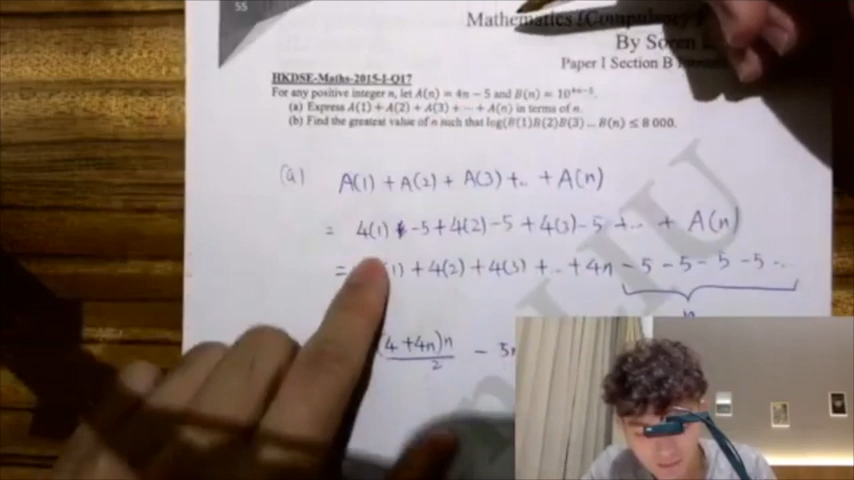 55
Mathematics (Compulsory
By Soren
Paper I Section B
HKDSE-Maths-2015-I-Q17
For any positive integer n, let A(n) = 4n − 5 and B(n) = 10^{4n−5}.
(a) Express A(1) + A(2) + A(3) + ⋯ + A(n) in terms of n.
(b) Find the greatest value of n such that log(B(1)B(2)B(3) … B(n)) ≤ 8 000.
(a) A(1) + A(2) + A(3) + .. + A(n)
= 4(1) -5 + 4(2) - 5 + 4(3) - 5 + .. + A(n)
= (1) + 4(2) + 4(3) + .. + 4n - 5 - 5 - 5 - 5 - ..
n
(4 + 4n)n / 2 - 5n